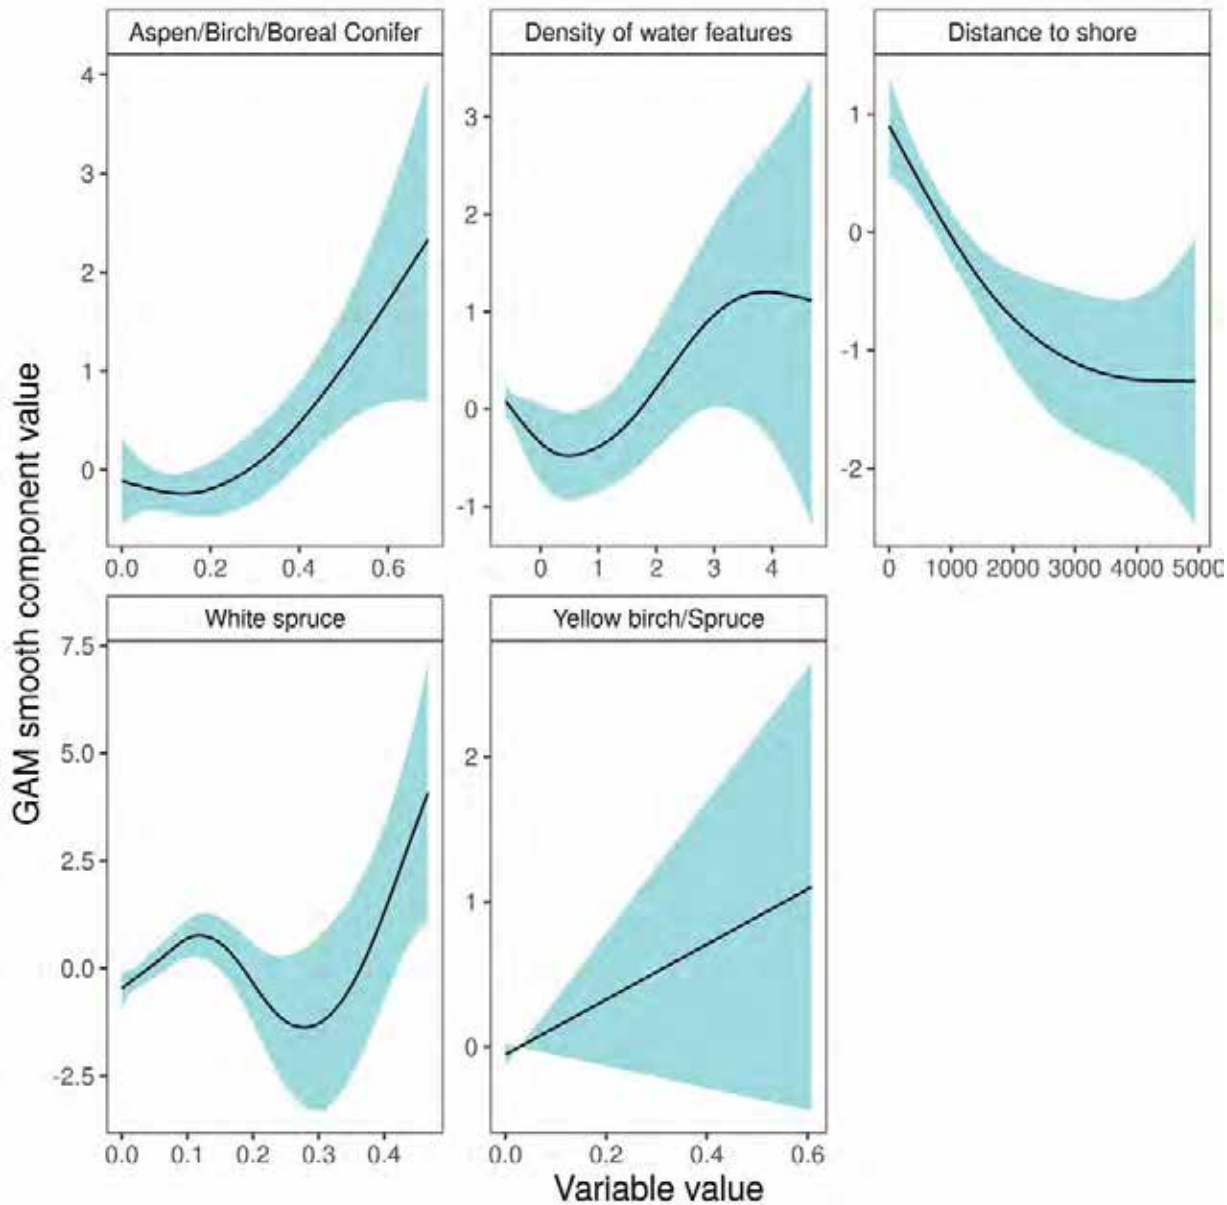 Aspen/Birch/Boreal Conifer
Density of water features
Distance to shore
GAM smooth component value
4
3
2
1
0
0.0 0.2 0.4 0.6
3
2
1
0
-1
0 1 2 3 4
1
0
-1
-2
0 1000 2000 3000 4000 5000
White spruce
Yellow birch/Spruce
7.5
5.0
2.5
0.0
-2.5
0.0 0.1 0.2 0.3 0.4
2
1
0
0.0 0.2 0.4 0.6
Variable value